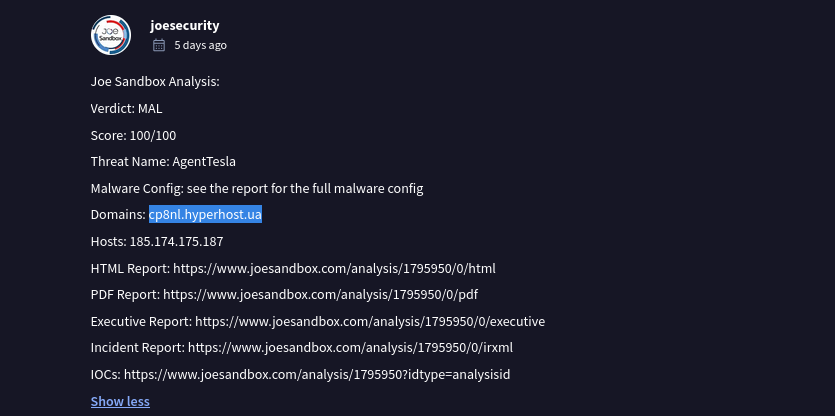 Joe Sandbox
joesecurity
5 days ago
Joe Sandbox Analysis:
Verdict: MAL
Score: 100/100
Threat Name: AgentTesla
Malware Config: see the report for the full malware config
Domains: cp8nl.hyperhost.ua
Hosts: 185.174.175.187
HTML Report: https://www.joesandbox.com/analysis/1795950/0/html
PDF Report: https://www.joesandbox.com/analysis/1795950/0/pdf
Executive Report: https://www.joesandbox.com/analysis/1795950/0/executive
Incident Report: https://www.joesandbox.com/analysis/1795950/0/irxml
IOCs: https://www.joesandbox.com/analysis/1795950?idtype=analysisid
Show less